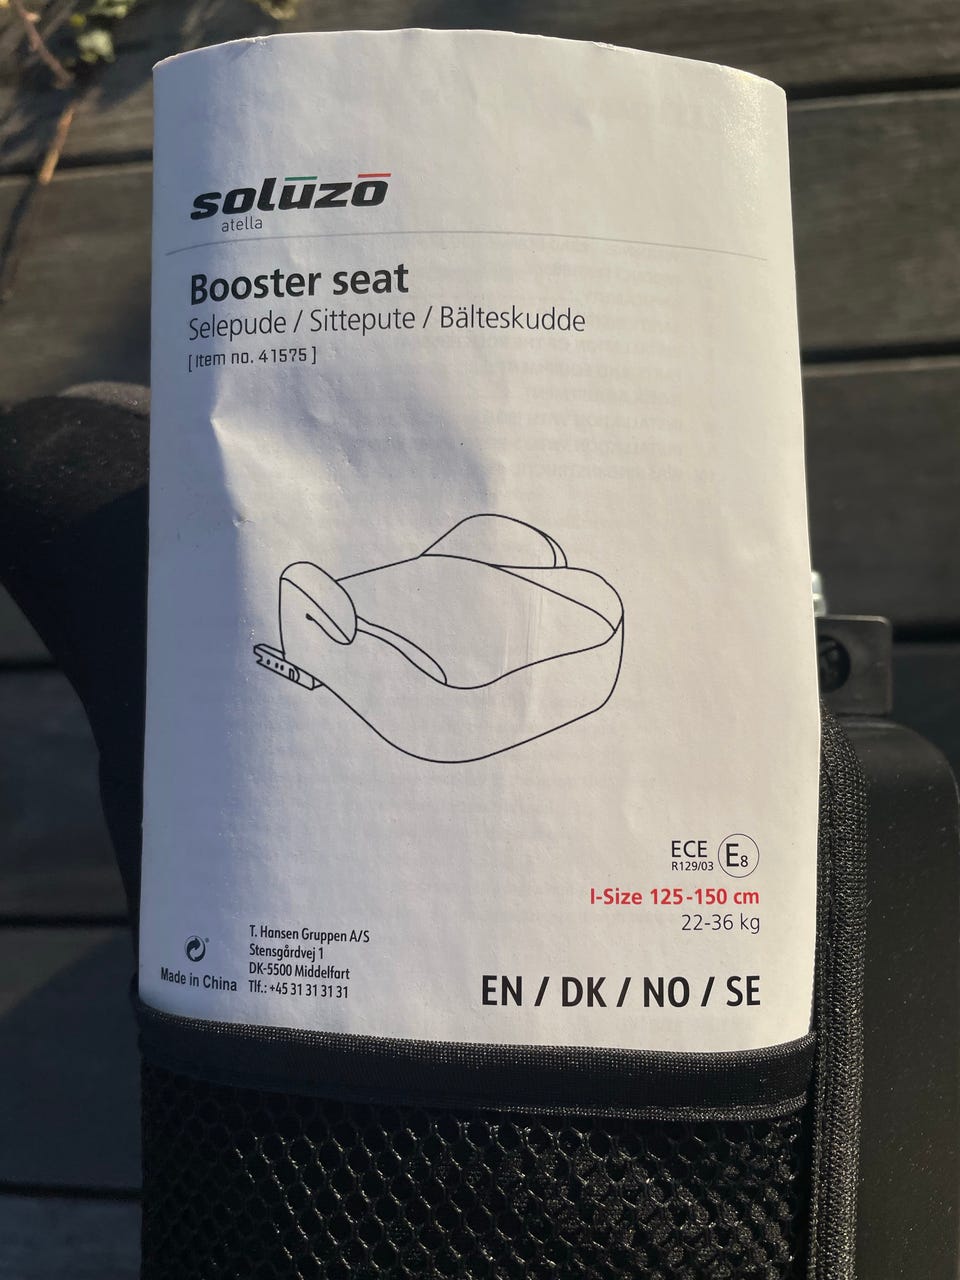 solūzō
atella
Booster seat
Selepude / Sittepute / Bälteskudde
[ Item no. 41575 ]
ECE
R129/03
E8
I-Size 125-150 cm
22-36 kg
Made in China
T. Hansen Gruppen A/S
Stensgårdvej 1
DK-5500 Middelfart
Tlf.: +45 31 31 31 31
EN / DK / NO / SE